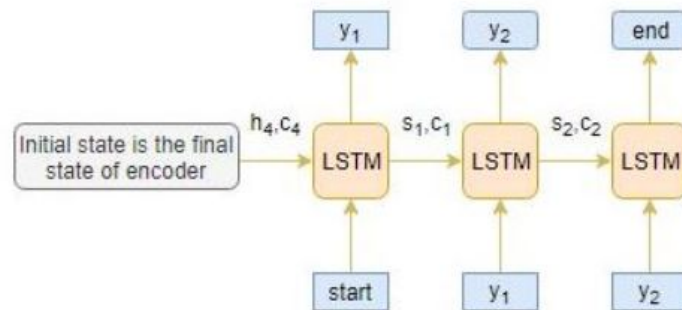 y₁ y₂ end
h₄,c₄ s₁,c₁ s₂,c₂
Initial state is the final
state of encoder
LSTM LSTM LSTM
start y₁ y₂